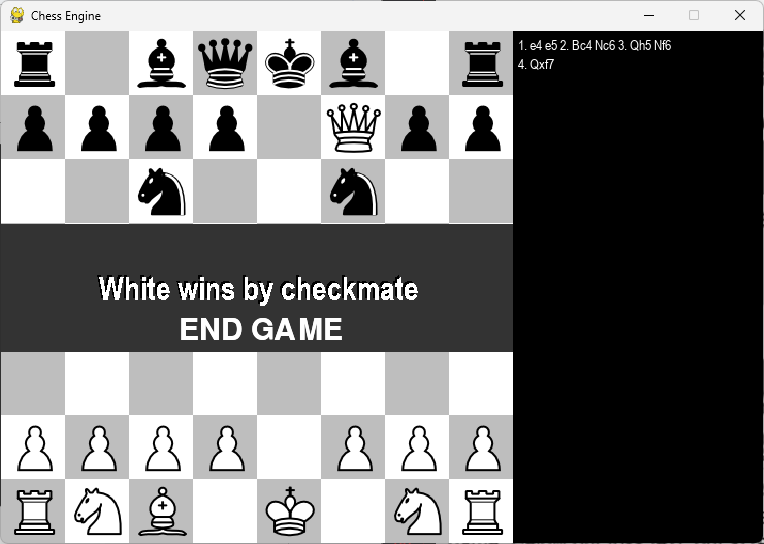 Chess Engine
1. e4 e5 2. Bc4 Nc6 3. Qh5 Nf6
4. Qxf7
White wins by checkmate
END GAME